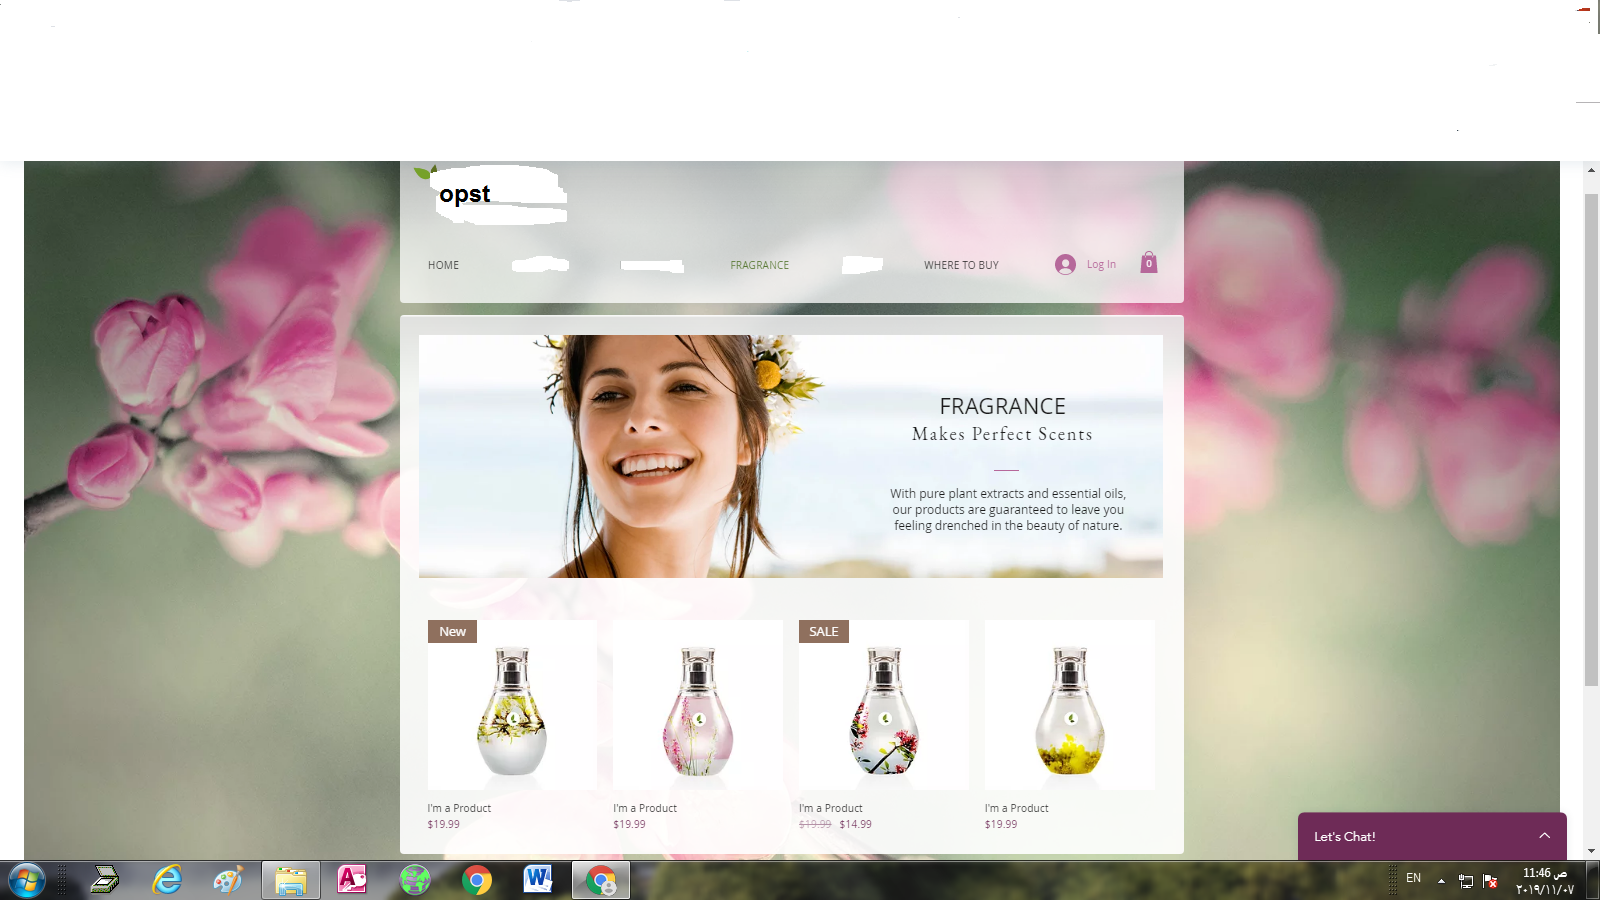 opst
HOME FRAGRANCE WHERE TO BUY Log In 0
FRAGRANCE
Makes Perfect Scents
With pure plant extracts and essential oils,
our products are guaranteed to leave you
feeling drenched in the beauty of nature.
New SALE
I'm a Product I'm a Product I'm a Product I'm a Product
$19.99 $19.99 $19.99 $14.99 $19.99
Let's Chat!
EN 11:46 ص
٢٠١٩/١١/٠٧